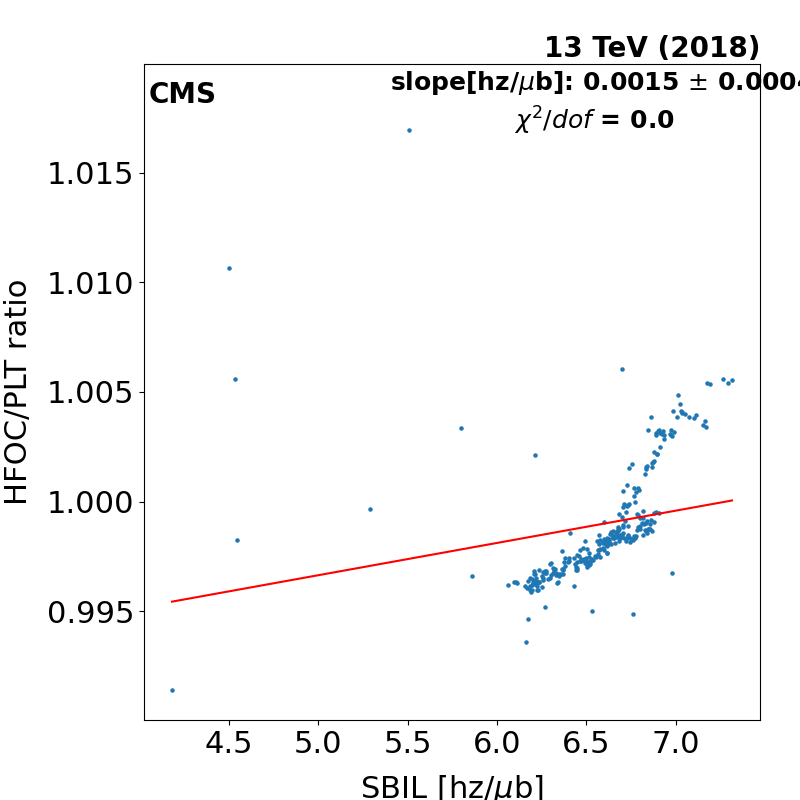 13 TeV (2018)
CMS
slope[hz/μb]: 0.0015 ± 0.0004
χ²/dof = 0.0
HFOC/PLT ratio
1.015
1.010
1.005
1.000
0.995
4.5 5.0 5.5 6.0 6.5 7.0
SBIL [hz/μb]